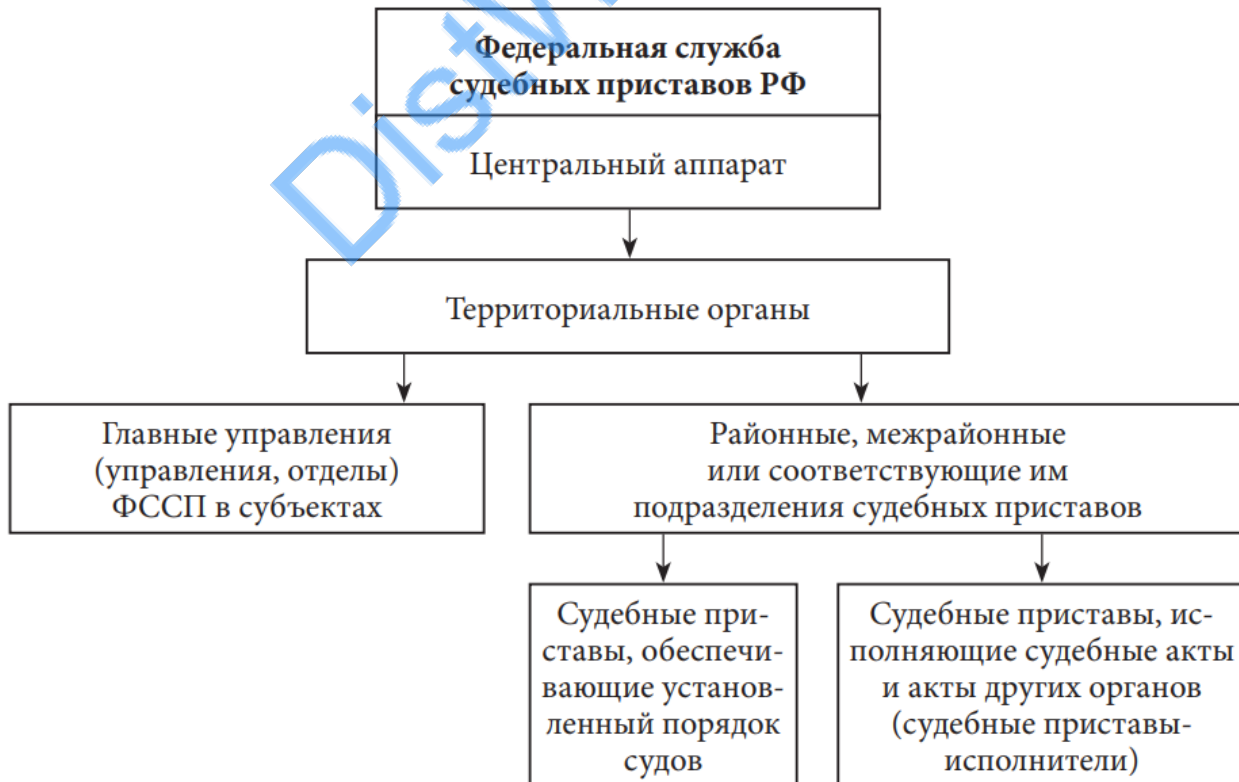 Федеральная служба
судебных приставов РФ
Центральный аппарат
Территориальные органы
Главные управления
(управления, отделы)
ФССП в субъектах
Районные, межрайонные
или соответствующие им
подразделения судебных приставов
Судебные при-
ставы, обеспечи-
вающие установ-
ленный порядок
судов
Судебные приставы, ис-
полняющие судебные акты
и акты других органов
(судебные приставы-
исполнители)